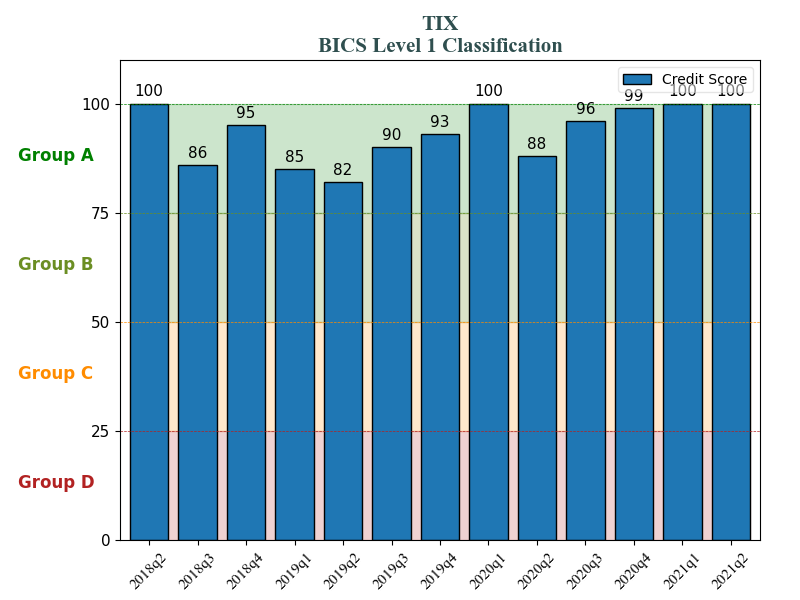 TIX
BICS Level 1 Classification
Credit Score
100
86
95
85
82
90
93
100
88
96
99
100
100
100
75
50
25
0
Group A
Group B
Group C
Group D
2018q2
2018q3
2018q4
2019q1
2019q2
2019q3
2019q4
2020q1
2020q2
2020q3
2020q4
2021q1
2021q2